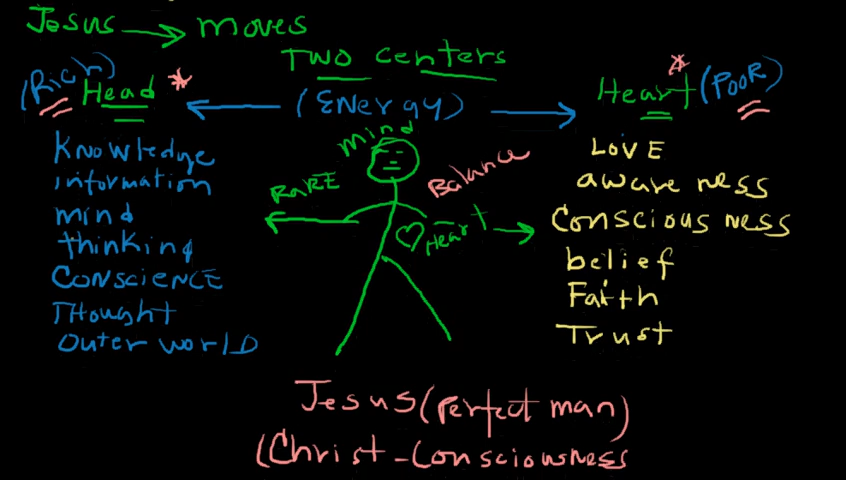 Jesus → moves
Two centers
(Rich) Head * ← (Energy) → Heart * (Poor)
Knowledge
information
mind
thinking
CONSCIENCE
Thought
outer world
mind
RARE
Balance
Heart
LOVE
awareness
Consciousness
belief
Faith
Trust
Jesus (perfect man)
(Christ-Consciousness